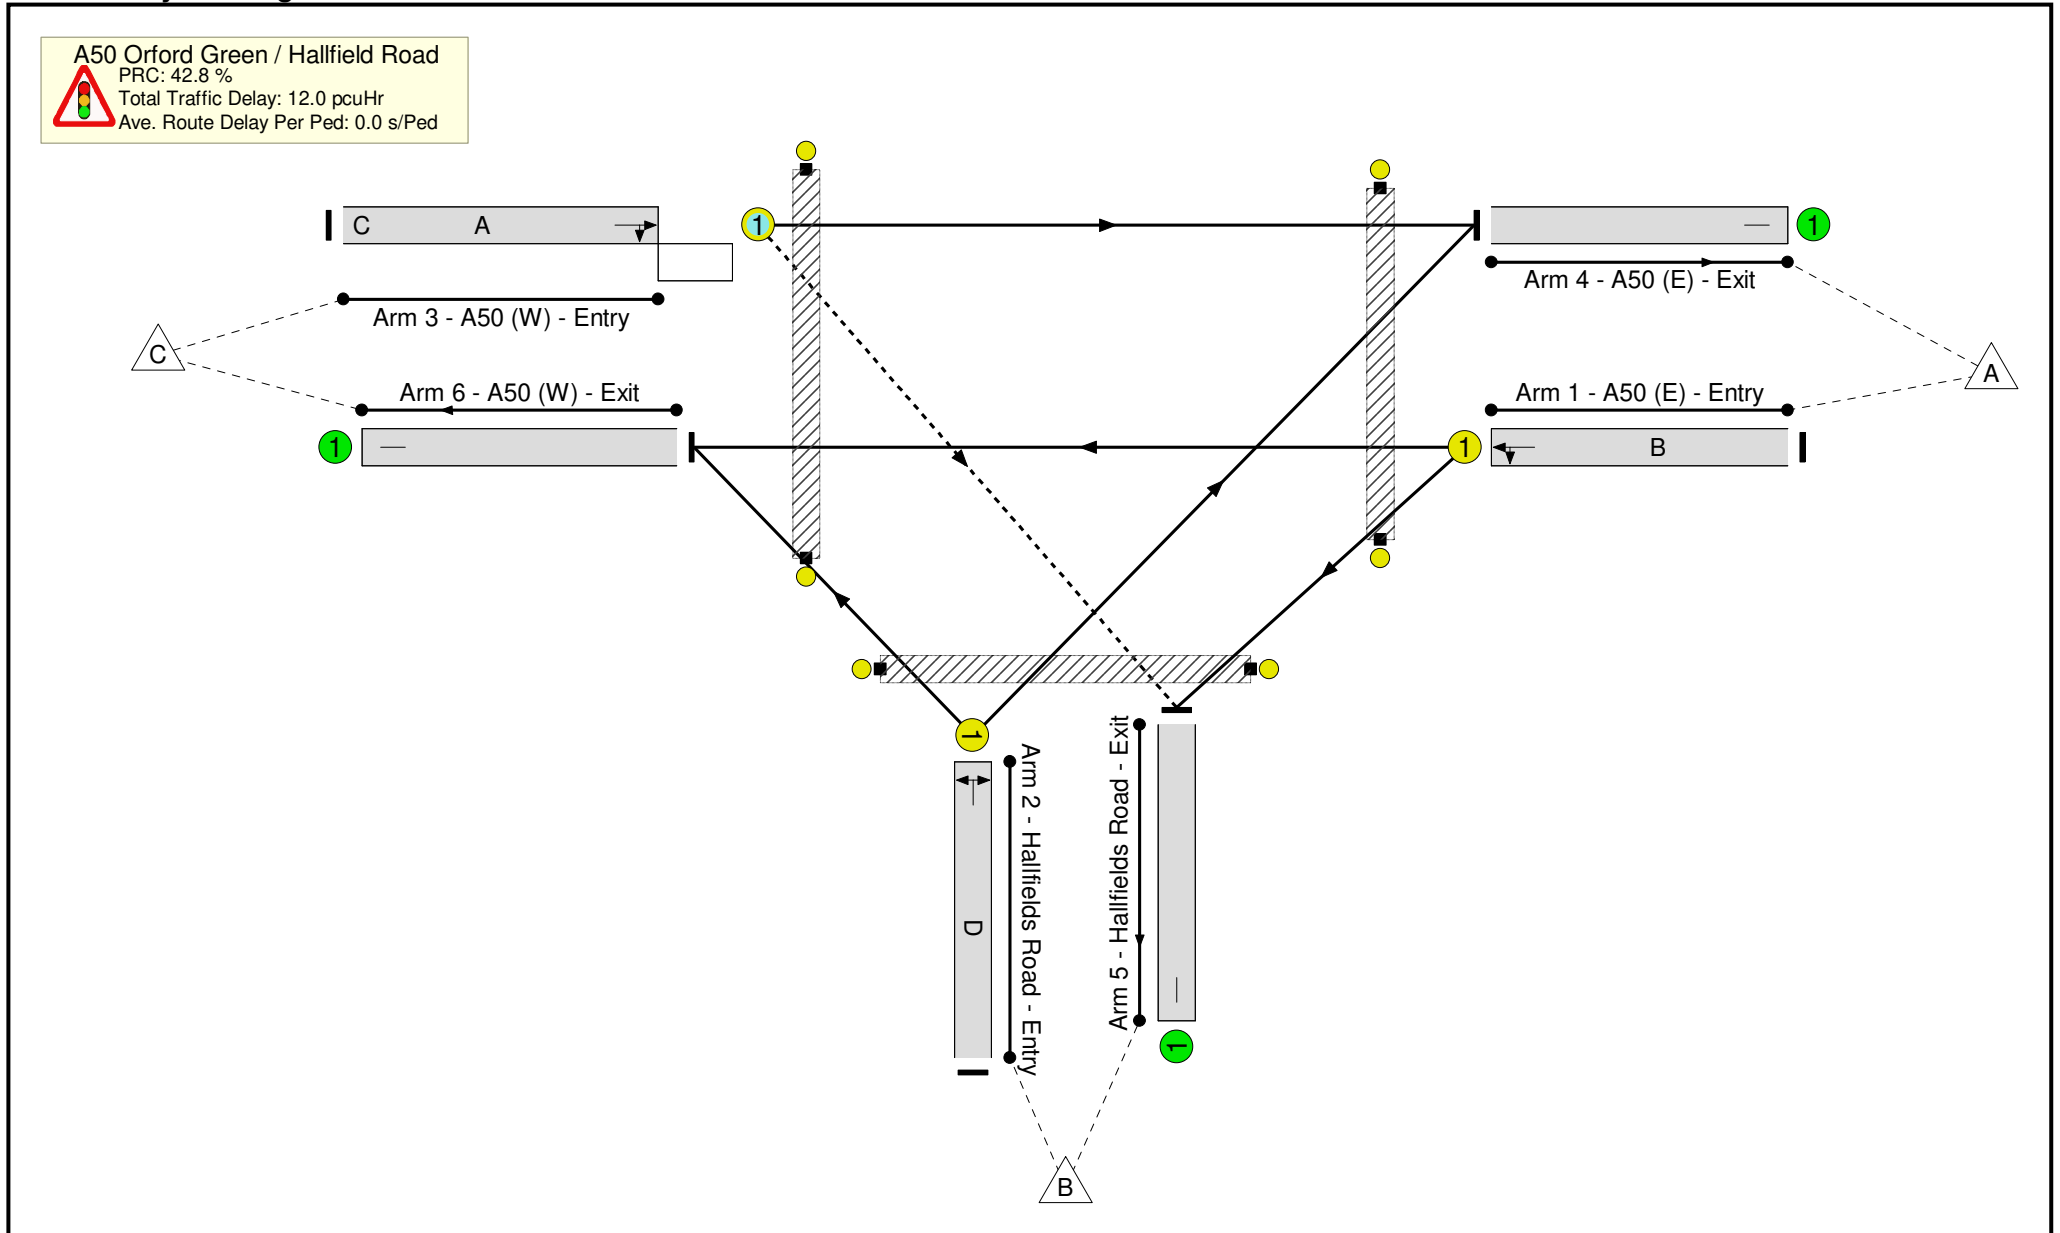 A50 Orford Green / Hallfield Road
PRC: 42.8 %
Total Traffic Delay: 12.0 pcuHr
Ave. Route Delay Per Ped: 0.0 s/Ped
C A
1
1
Arm 4 - A50 (E) - Exit
Arm 3 - A50 (W) - Entry
C
A
Arm 6 - A50 (W) - Exit
Arm 1 - A50 (E) - Entry
1
1
B
1
Arm 2 - Hallfields Road - Entry
Arm 5 - Hallfields Road - Exit
D
1
B